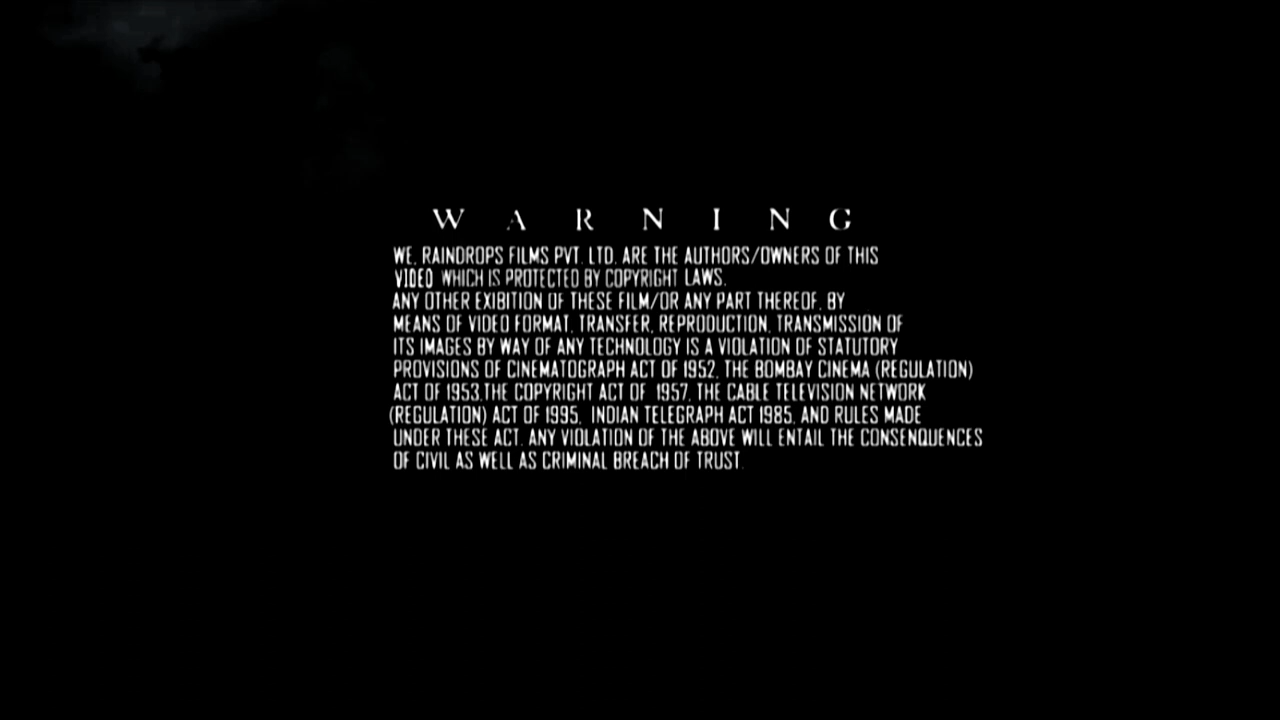 WARNING
WE, RAINDROPS FILMS PVT. LTD. ARE THE AUTHORS/OWNERS OF THIS
VIDEO WHICH IS PROTECTED BY COPYRIGHT LAWS.
ANY OTHER EXIBITION OF THESE FILM/OR ANY PART THEREOF, BY
MEANS OF VIDEO FORMAT, TRANSFER, REPRODUCTION, TRANSMISSION OF
ITS IMAGES BY WAY OF ANY TECHNOLOGY IS A VIOLATION OF STATUTORY
PROVISIONS OF CINEMATOGRAPH ACT OF 1952, THE BOMBAY CINEMA (REGULATION)
ACT OF 1953,THE COPYRIGHT ACT OF 1957, THE CABLE TELEVISION NETWORK
(REGULATION) ACT OF 1995, INDIAN TELEGRAPH ACT 1985, AND RULES MADE
UNDER THESE ACT. ANY VIOLATION OF THE ABOVE WILL ENTAIL THE CONSENQUENCES
OF CIVIL AS WELL AS CRIMINAL BREACH OF TRUST.